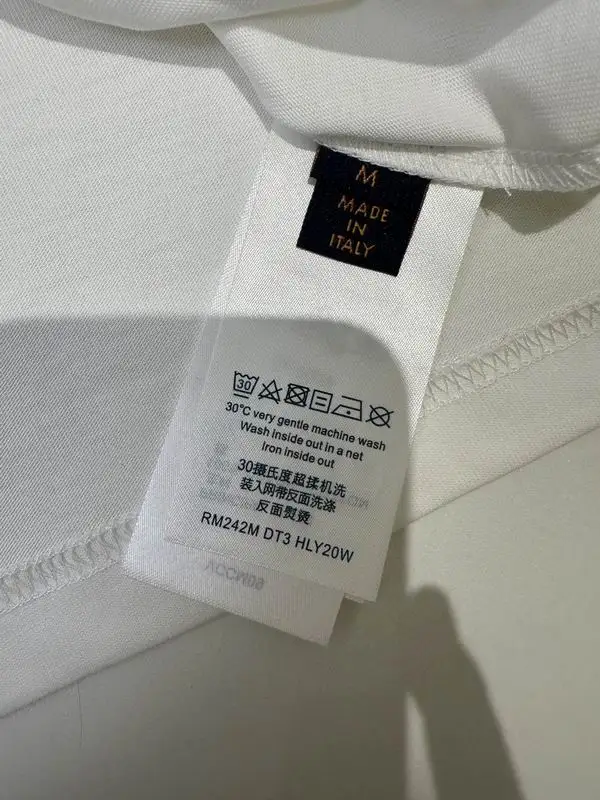 M
MADE
IN
ITALY
30
30°C very gentle machine wash
Wash inside out in a net
Iron inside out
30摄氏度超揉机洗
装入网带反面洗涤
反面熨烫
RM242M DT3 HLY20W